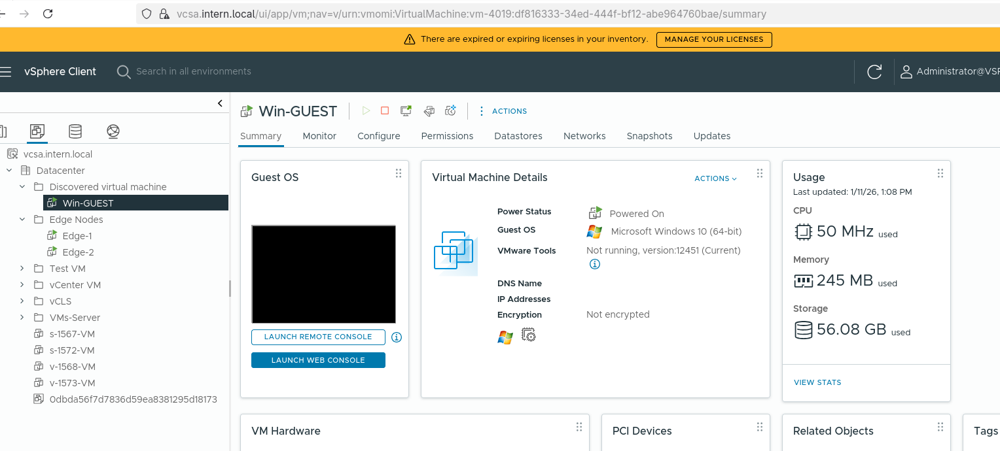 vcsa.intern.local/ui/app/vm;nav=v/urn:vmomi:VirtualMachine:vm-4019:df816333-34ed-444f-bf12-abe964760bae/summary
There are expired or expiring licenses in your inventory. MANAGE YOUR LICENSES
vSphere Client Search in all environments Administrator@VSP
Win-GUEST ACTIONS
Summary Monitor Configure Permissions Datastores Networks Snapshots Updates
vcsa.intern.local
Datacenter
Discovered virtual machine
Win-GUEST
Edge Nodes
Edge-1
Edge-2
Test VM
vCenter VM
vCLS
VMs-Server
s-1567-VM
s-1572-VM
v-1568-VM
v-1573-VM
0dbda56f7d7836d59ea8381295d18173
Guest OS
LAUNCH REMOTE CONSOLE
LAUNCH WEB CONSOLE
Virtual Machine Details ACTIONS
Power Status Powered On
Guest OS Microsoft Windows 10 (64-bit)
VMware Tools Not running, version:12451 (Current)
DNS Name
IP Addresses
Encryption Not encrypted
Usage
Last updated: 1/11/26, 1:08 PM
CPU
50 MHz used
Memory
245 MB used
Storage
56.08 GB used
VIEW STATS
VM Hardware
PCI Devices
Related Objects
Tags